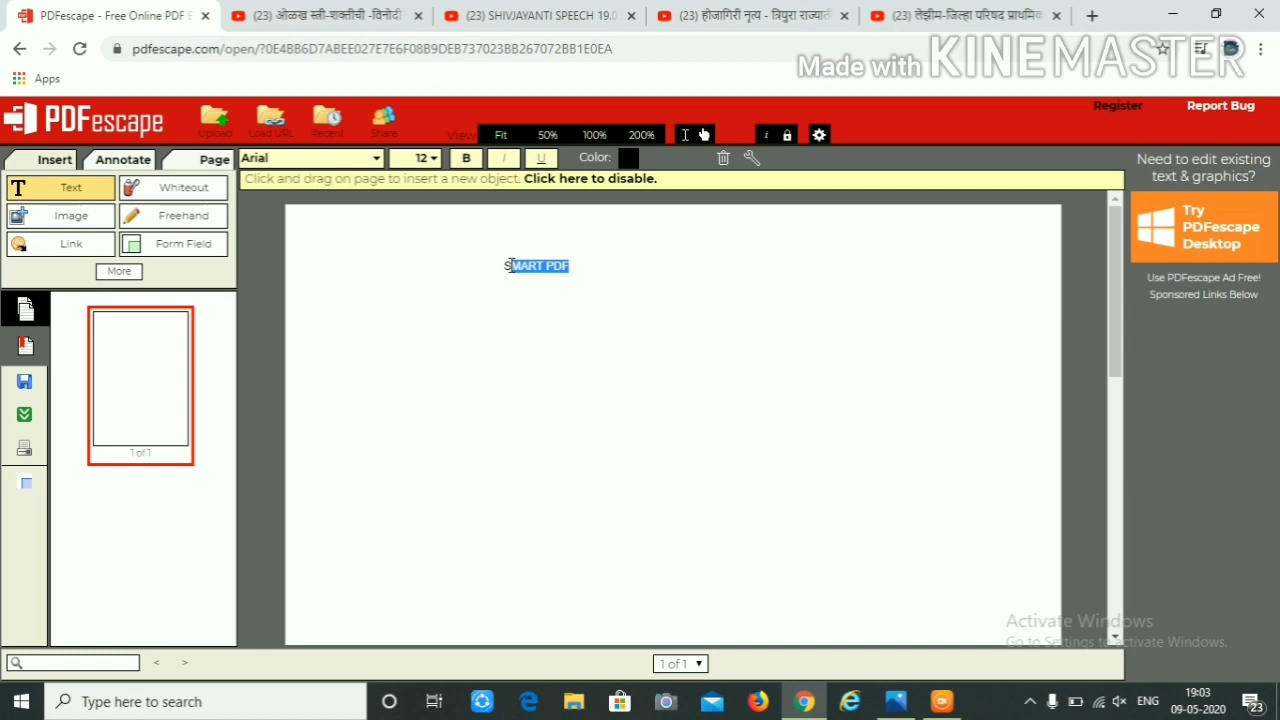 PDFescape - Free Online PDF E
(23) ओळख स्त्री-शक्तीची -विनोदी
(23) SHIVJAYANTI SPEECH 19.0
(23) होजागिरी नृत्य - त्रिपुरा राज्याती
(23) लेझीम-जिल्हा परिषद प्राथमिक
pdfescape.com/open/?0E4BB6D7ABEE027E7E6F08B9DEB737023BB267072BB1E0EA
Made with KINEMASTER
Apps
PDFescape
Upload
Load URL
Recent
Share
View
Fit
50%
100%
200%
Register
Report Bug
Insert
Annotate
Page
Arial
12
B
I
U
Color:
Click and drag on page to insert a new object. Click here to disable.
Text
Whiteout
Image
Freehand
Link
Form Field
More
Need to edit existing
text & graphics?
Try
PDFescape
Desktop
Use PDFescape Ad Free!
Sponsored Links Below
SMART PDF
1 of 1
Activate Windows
Go to Settings to activate Windows.
< >
1 of 1
Type here to search
ENG
19:03
09-05-2020
23